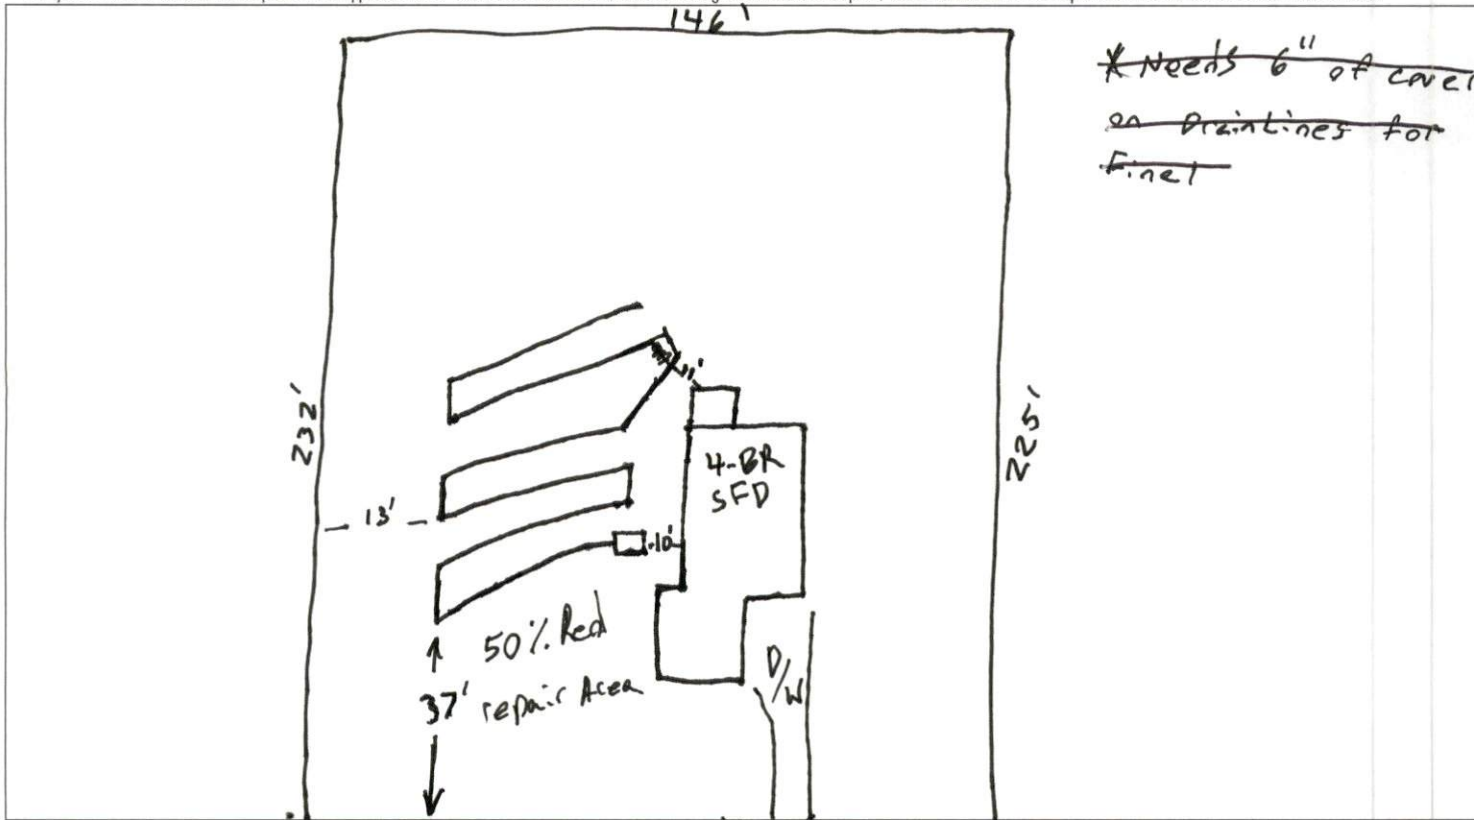 146'
* Needs 6" of cover
on Drainlines for
Final
232'
225'
11'
4-BR
SFD
13'
10'
50% Red
repair Area
37'
D/W